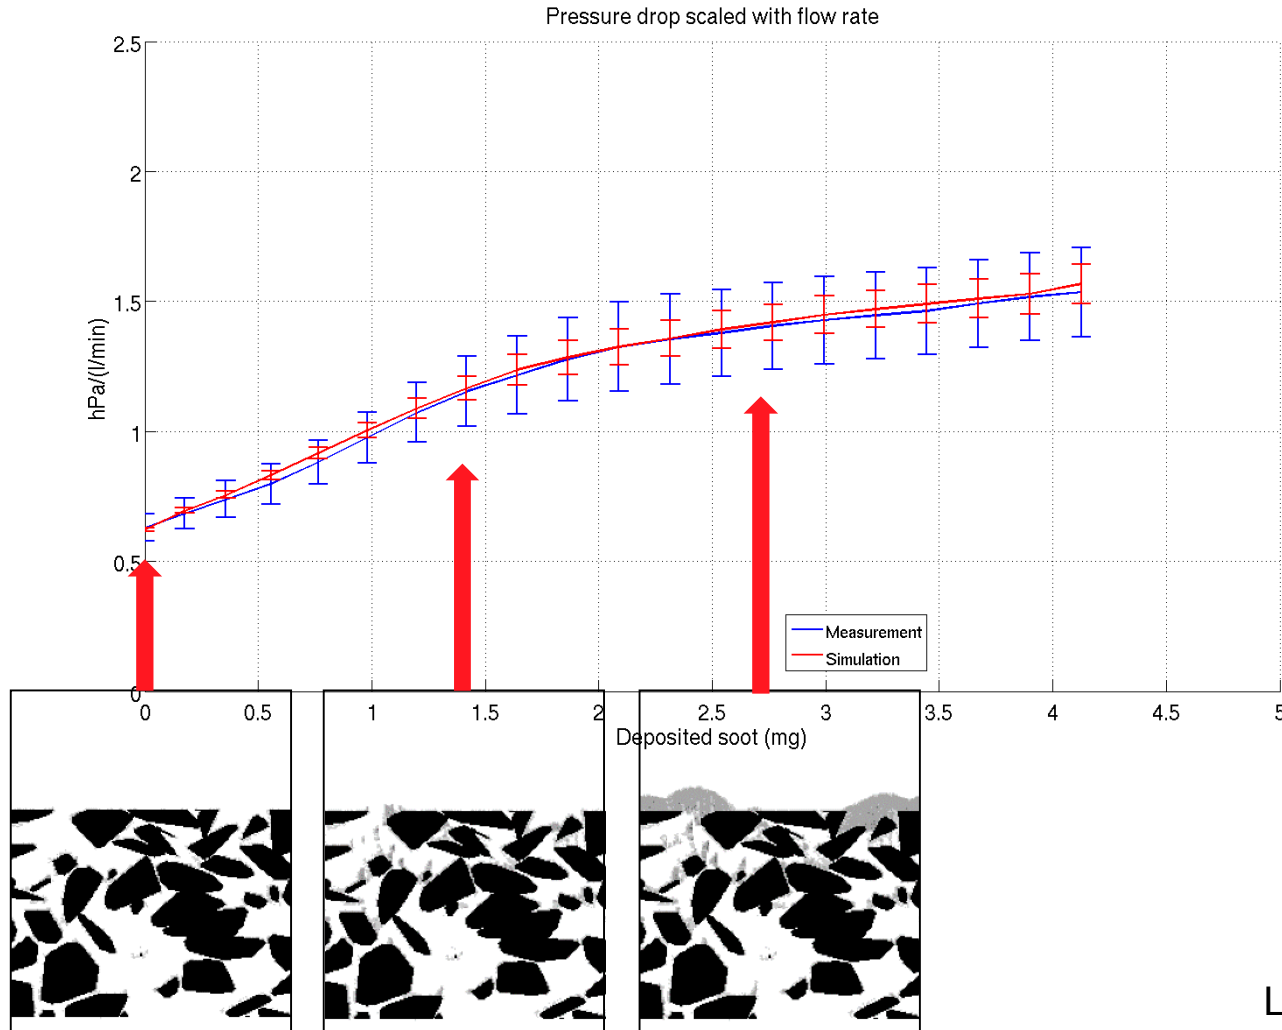 Pressure drop scaled with flow rate
2.5
2
1.5
1
0.5
0
hPa/(l/min)
Measurement
Simulation
0 0.5 1 1.5 2 2.5 3 3.5 4 4.5 5
Deposited soot (mg)
L